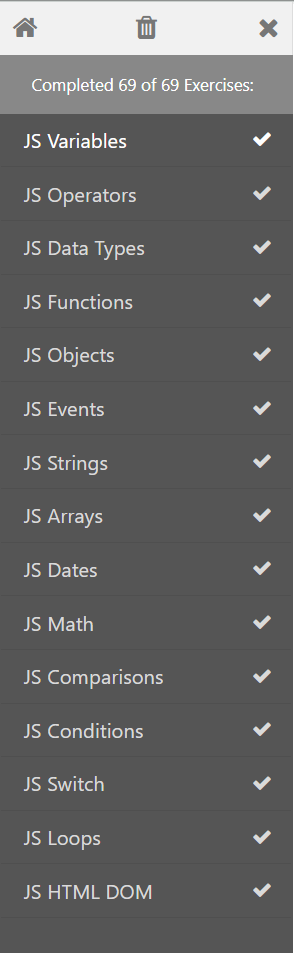 Completed 69 of 69 Exercises:
JS Variables
JS Operators
JS Data Types
JS Functions
JS Objects
JS Events
JS Strings
JS Arrays
JS Dates
JS Math
JS Comparisons
JS Conditions
JS Switch
JS Loops
JS HTML DOM